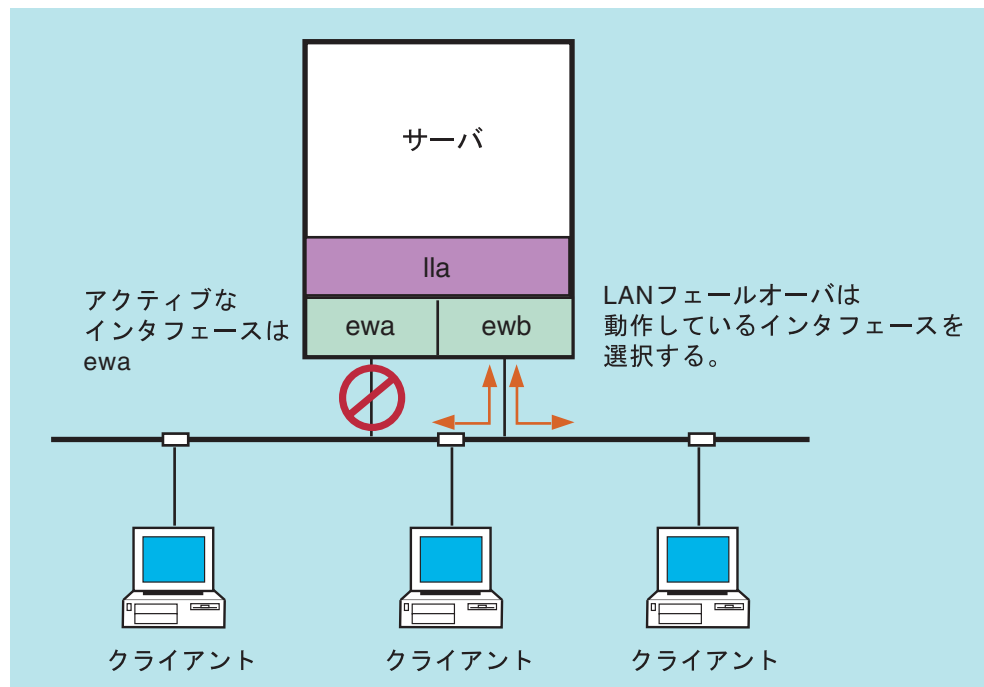 サーバ
lla
ewa
ewb
アクティブな
インタフェースは
ewa
LANフェールオーバは
動作しているインタフェースを
選択する。
クライアント
クライアント
クライアント